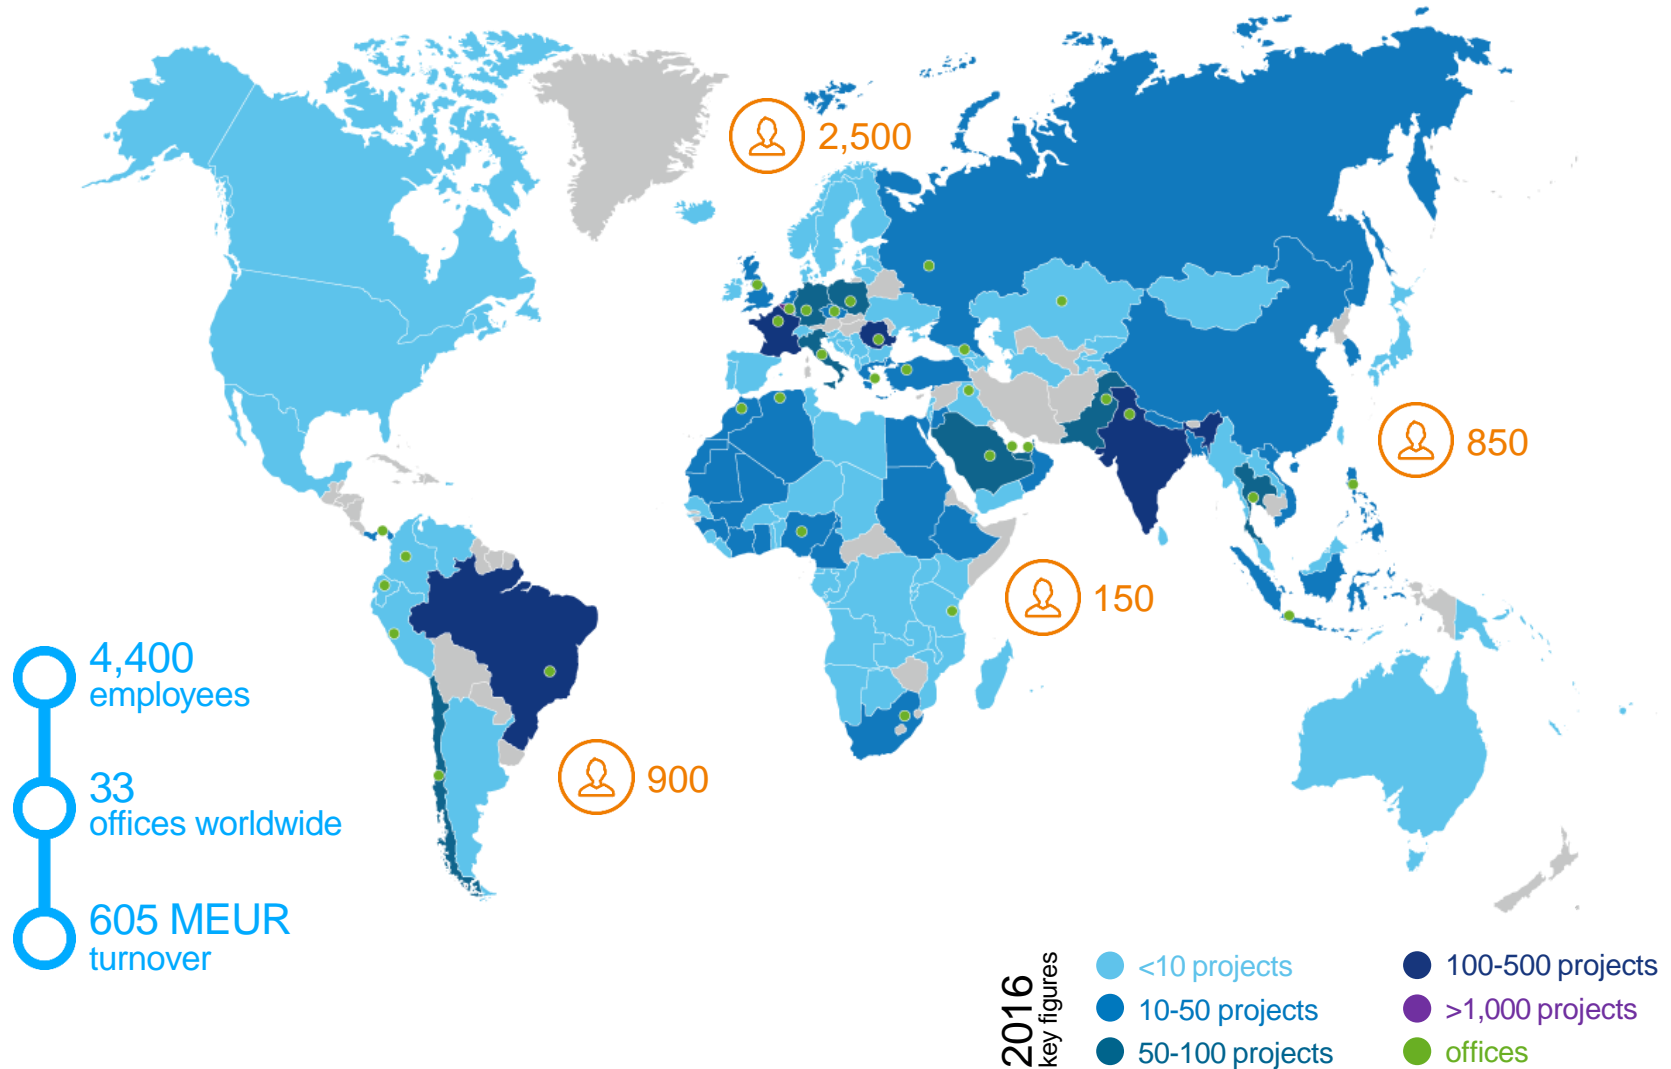 2,500
850
150
900
4,400
employees
33
offices worldwide
605 MEUR
turnover
2016
key figures
<10 projects
10-50 projects
50-100 projects
100-500 projects
>1,000 projects
offices